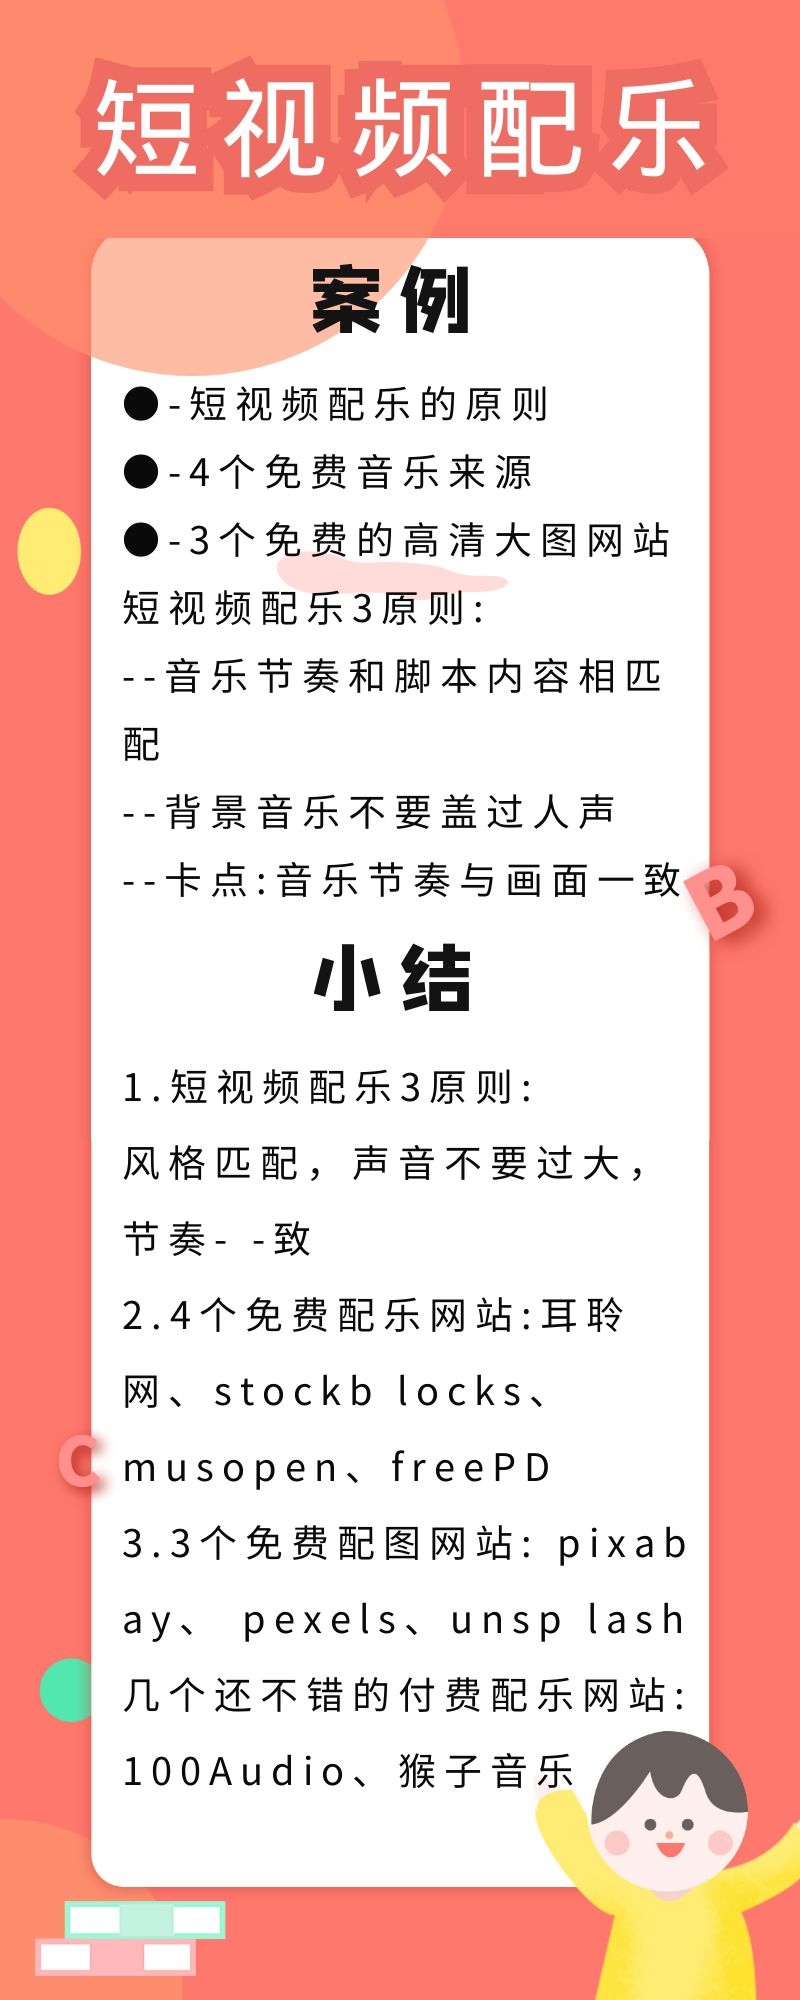 短视频配乐
案例
●-短视频配乐的原则
●-4个免费音乐来源
●-3个免费的高清大图网站
短视频配乐3原则:
--音乐节奏和脚本内容相匹
配
--背景音乐不要盖过人声
--卡点:音乐节奏与画面一致
B
小结
1.短视频配乐3原则:
风格匹配，声音不要过大，
节奏- -致
2.4个免费配乐网站:耳聆
网、stockb locks、
C
musopen、freePD
3.3个免费配图网站: pixab
ay、 pexels、unsp lash
几个还不错的付费配乐网站:
100Audio、猴子音乐